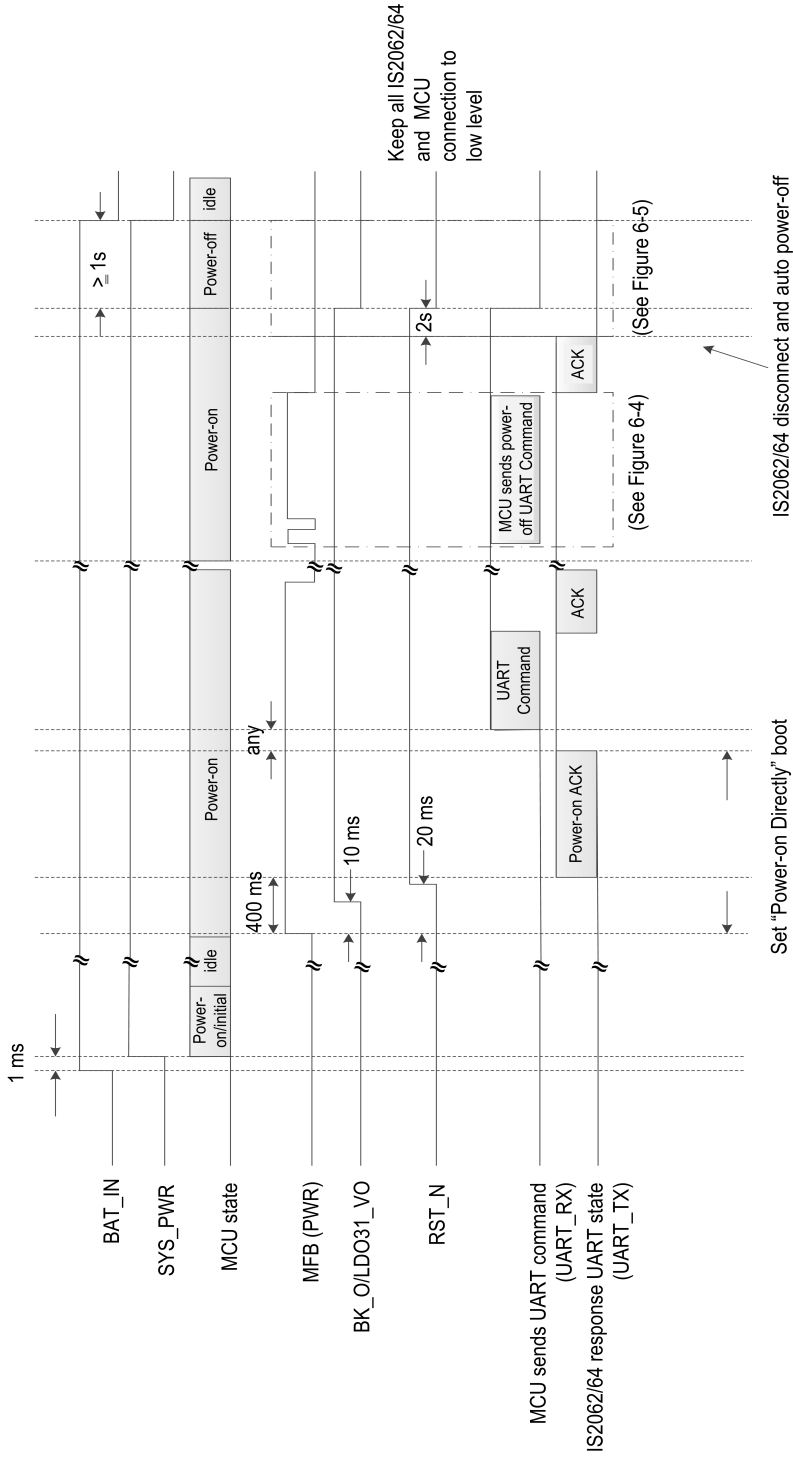 1 ms
BAT_IN
≥ 1s
SYS_PWR
MCU state
Power-
on/initial
idle
Power-on
Power-on
Power-off
idle
400 ms
any
MFB (PWR)
BK_O/LDO31_VO
10 ms
RST_N
20 ms
2s
Keep all IS2062/64
and MCU
connection to
low level
MCU sends UART command
(UART_RX)
UART
Command
MCU sends power-
off UART Command
IS2062/64 response UART state
(UART_TX)
Power-on ACK
ACK
ACK
(See Figure 6-4)
(See Figure 6-5)
Set “Power-on Directly” boot
IS2062/64 disconnect and auto power-off